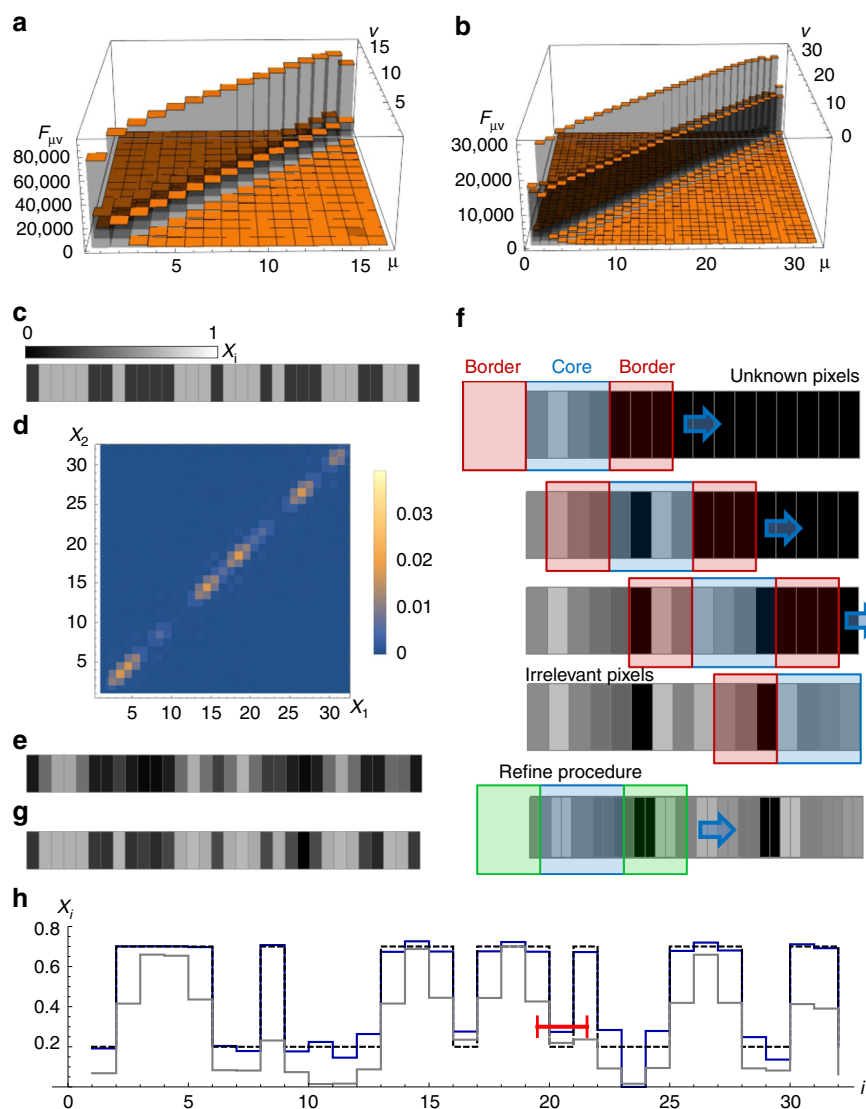 a
b
ν
15
10
5
F_μν
80,000
60,000
40,000
20,000
0
5
10
15
μ
ν
30
20
10
0
F_μν
30,000
20,000
10,000
0
0
10
20
30
μ
c
0
1
X_i
d
X_2
30
25
20
15
10
5
5
10
15
20
25
30
X_1
0.03
0.02
0.01
0
e
g
f
Border
Core
Border
Unknown pixels
Irrelevant pixels
Refine procedure
h
X_i
0.8
0.6
0.4
0.2
0
5
10
15
20
25
30
i